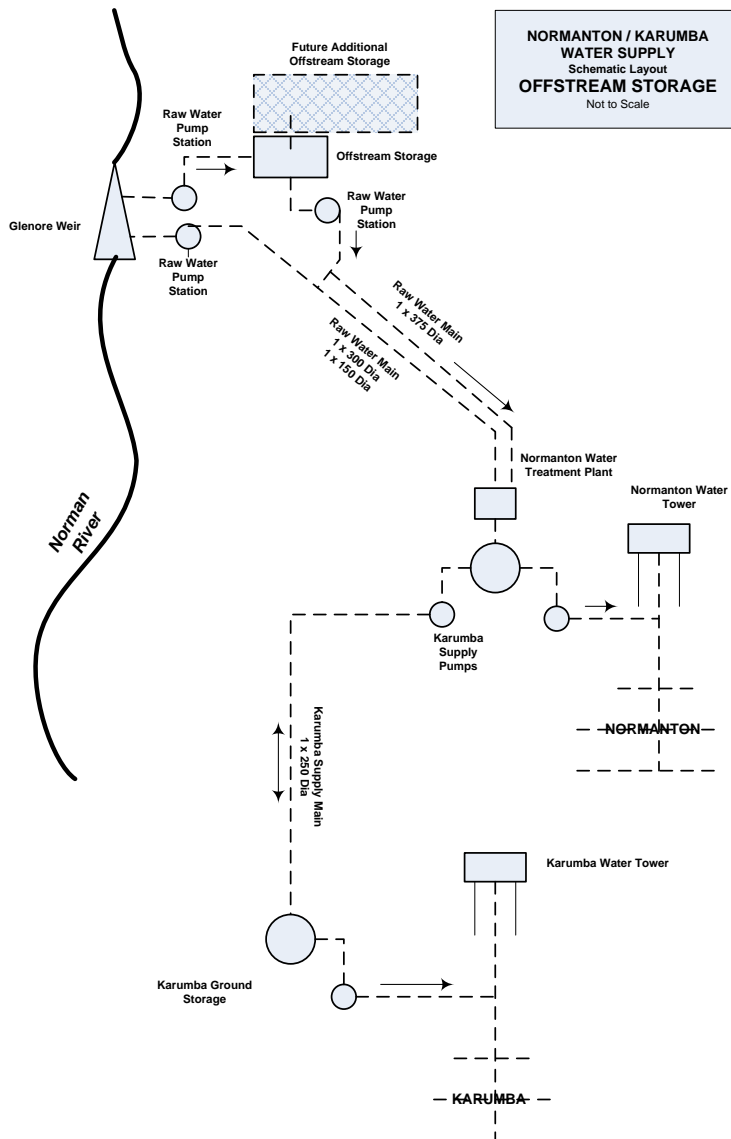 NORMANTON / KARUMBA
WATER SUPPLY
Schematic Layout
OFFSTREAM STORAGE
Not to Scale
Future Additional
Offstream Storage
Raw Water
Pump
Station
Offstream Storage
Raw Water
Pump
Station
Glenore Weir
Raw Water
Pump
Station
Raw Water Main
1 x 375 Dia
Raw Water Main
1 x 300 Dia
1 x 150 Dia
Normanton Water
Treatment Plant
Normanton Water
Tower
Norman
River
Karumba
Supply
Pumps
NORMANTON
Karumba Supply Main
1 x 250 Dia
Karumba Water Tower
Karumba Ground
Storage
KARUMBA